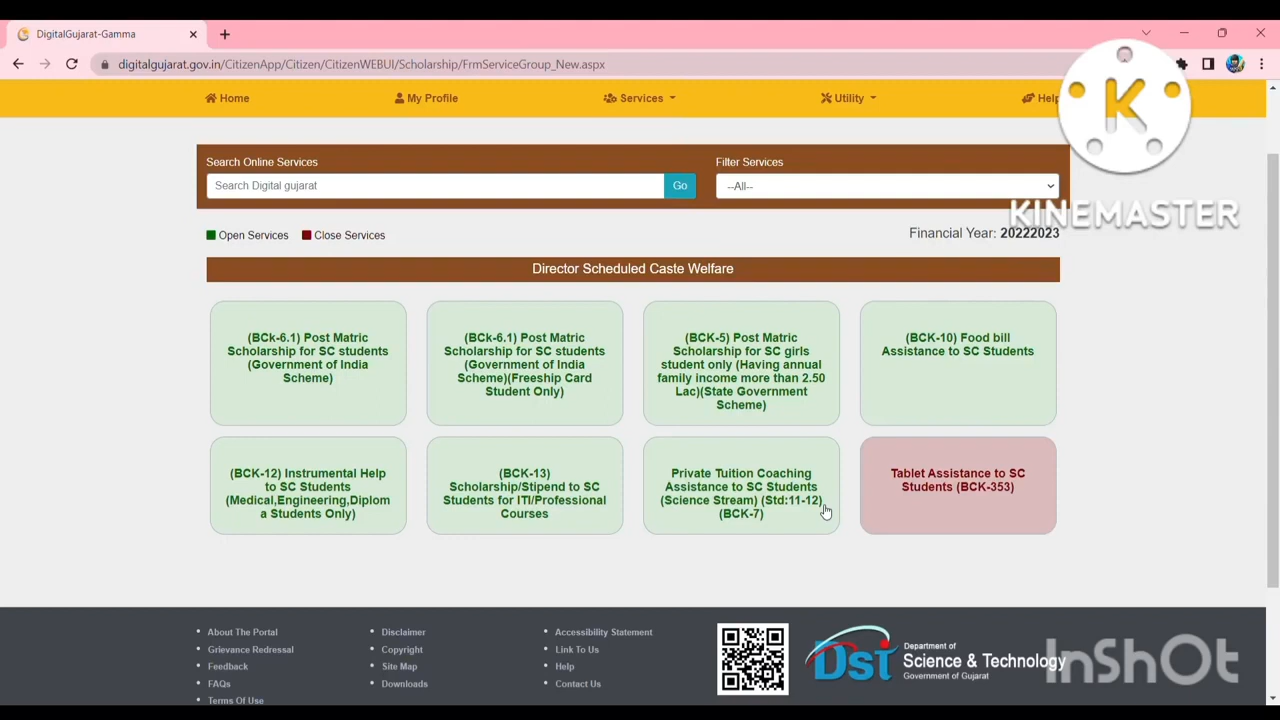 DigitalGujarat-Gamma
digitalgujarat.gov.in/CitizenApp/Citizen/CitizenWEBUI/Scholarship/FrmServiceGroup_New.aspx
Home
My Profile
Services
Utility
Help
K
KINEMASTER
Search Online Services
Filter Services
Search Digital gujarat
Go
--All--
Open Services
Close Services
Financial Year: 20222023
Director Scheduled Caste Welfare
(BCk-6.1) Post Matric
Scholarship for SC students
(Government of India
Scheme)
(BCk-6.1) Post Matric
Scholarship for SC students
(Government of India
Scheme)(Freeship Card
Student Only)
(BCK-5) Post Matric
Scholarship for SC girls
student only (Having annual
family income more than 2.50
Lac)(State Government
Scheme)
(BCK-10) Food bill
Assistance to SC Students
(BCK-12) Instrumental Help
to SC Students
(Medical,Engineering,Diplom
a Students Only)
(BCK-13)
Scholarship/Stipend to SC
Students for ITI/Professional
Courses
Private Tuition Coaching
Assistance to SC Students
(Science Stream) (Std:11-12)
(BCK-7)
Tablet Assistance to SC
Students (BCK-353)
About The Portal
Grievance Redressal
Feedback
FAQs
Terms Of Use
Disclaimer
Copyright
Site Map
Downloads
Accessibility Statement
Link To Us
Help
Contact Us
Dst
Department of
Science & Technology
Government of Gujarat
InShOt